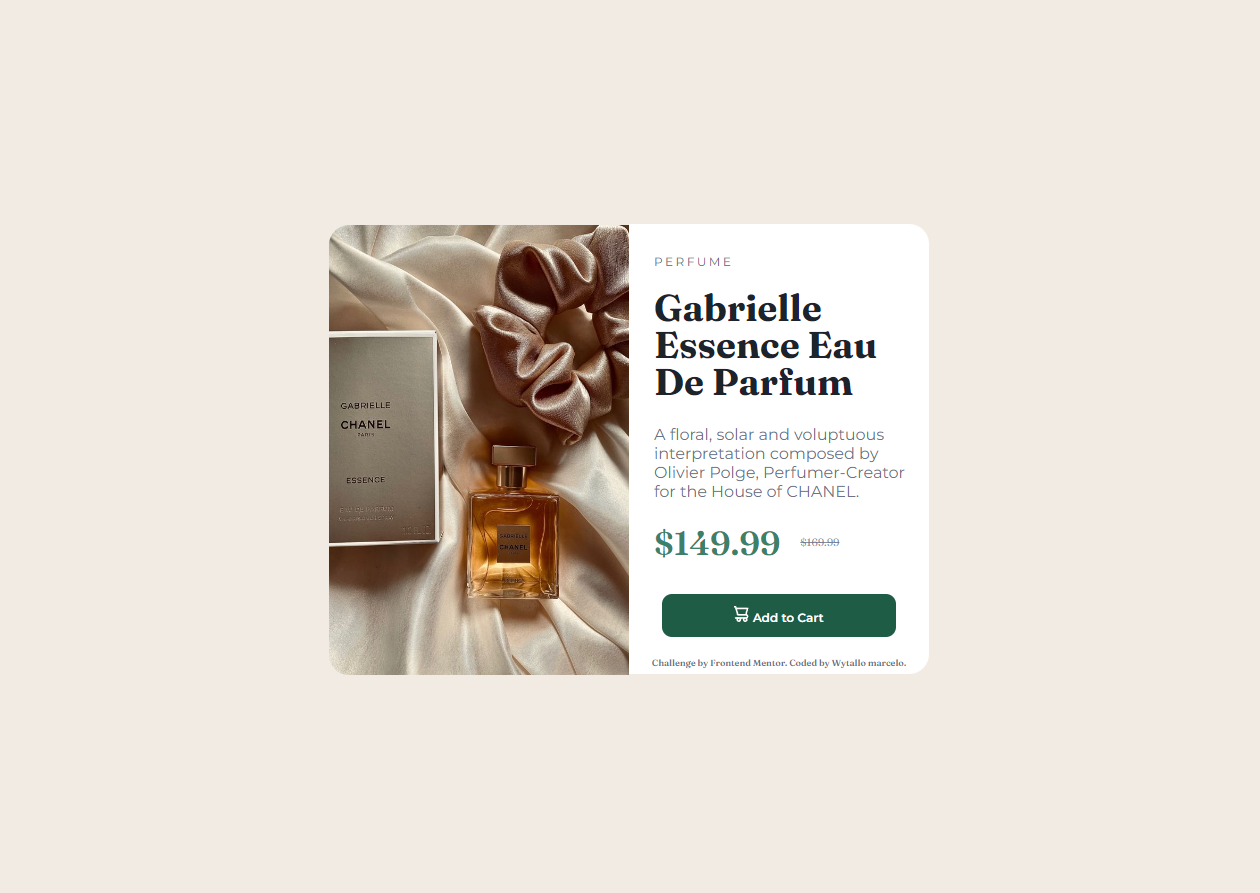 PERFUME
Gabrielle
Essence Eau
De Parfum
A floral, solar and voluptuous
interpretation composed by
Olivier Polge, Perfumer-Creator
for the House of CHANEL.
$149.99 $169.99
Add to Cart
Challenge by Frontend Mentor. Coded by Wytallo marcelo.
GABRIELLE
CHANEL
PARIS
ESSENCE
GABRIELLE
CHANEL